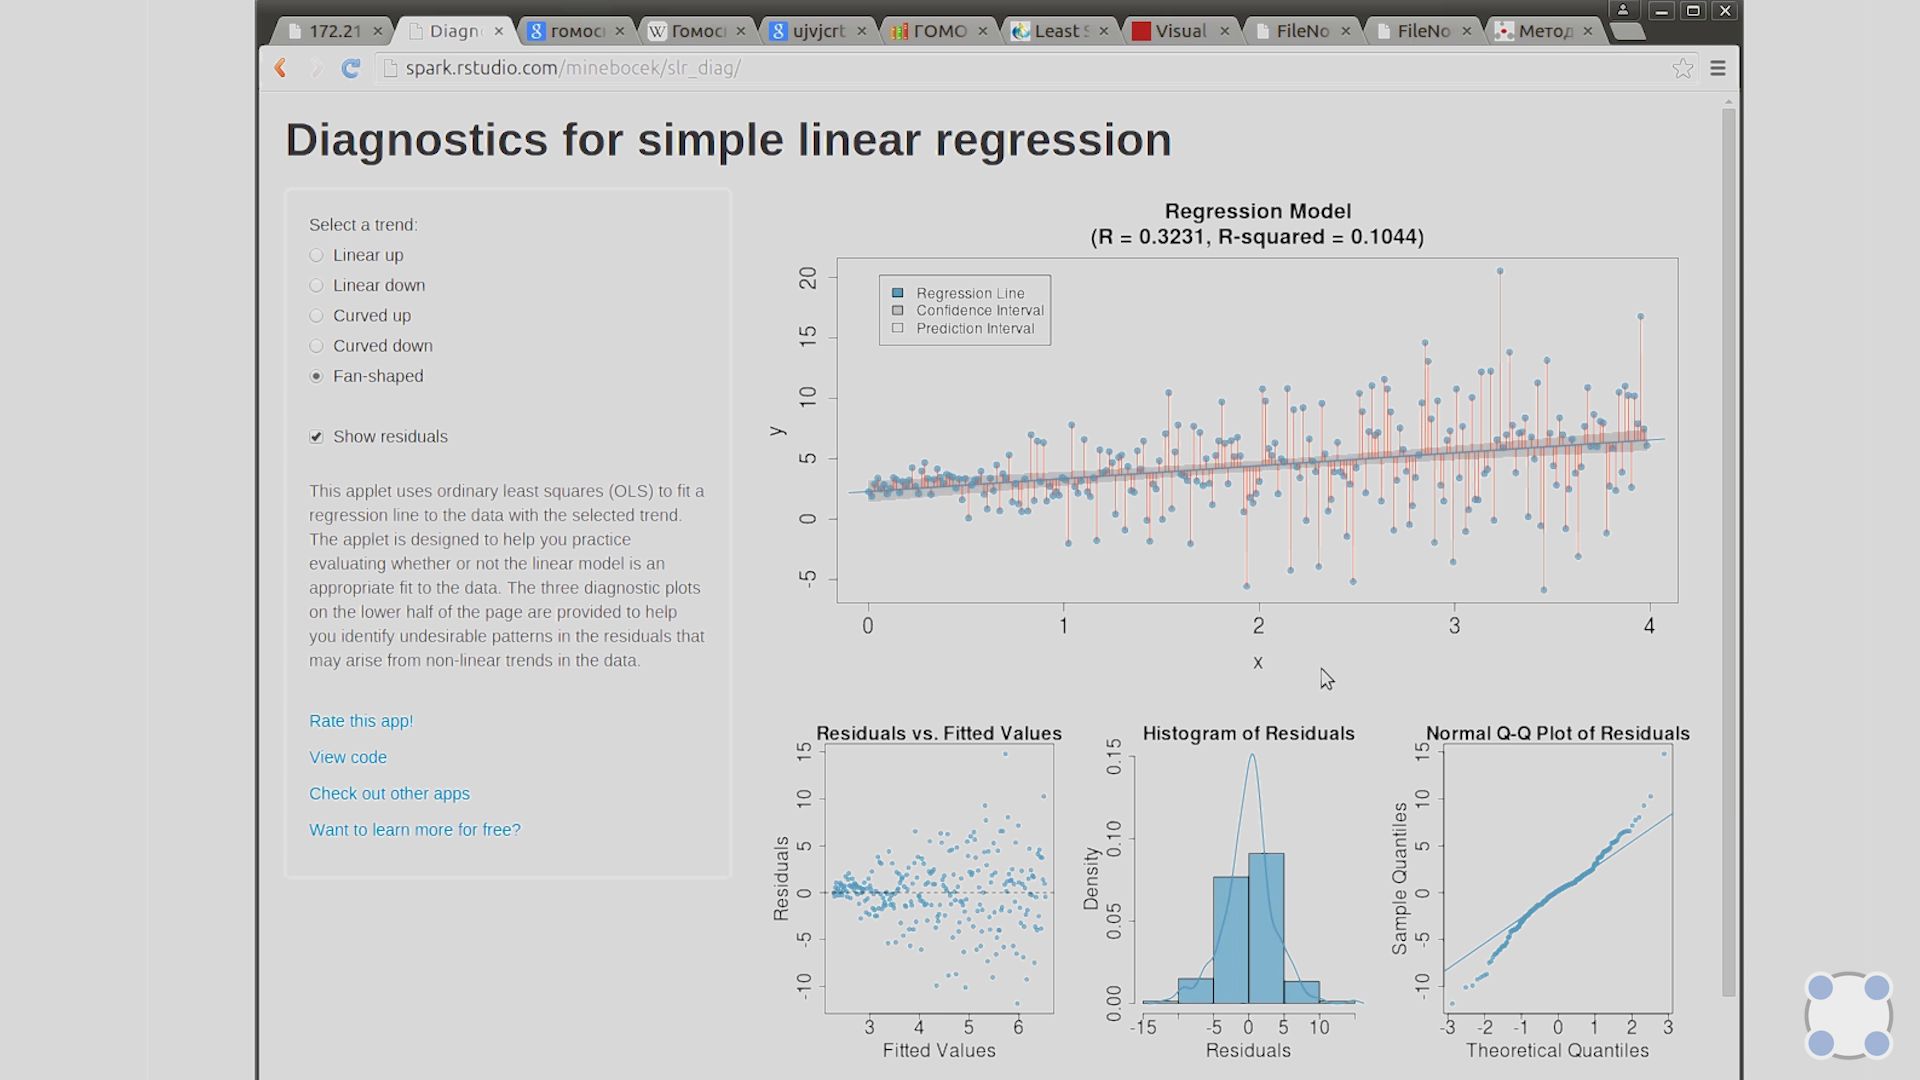 172.21
Diagn
гомос
Гомос
ujvjcrt
ГОМО
Least S
Visual
FileNo
FileNo
Метод
spark.rstudio.com/minebocek/slr_diag/
Diagnostics for simple linear regression
Select a trend:
Linear up
Linear down
Curved up
Curved down
Fan-shaped
Show residuals
This applet uses ordinary least squares (OLS) to fit a
regression line to the data with the selected trend.
The applet is designed to help you practice
evaluating whether or not the linear model is an
appropriate fit to the data. The three diagnostic plots
on the lower half of the page are provided to help
you identify undesirable patterns in the residuals that
may arise from non-linear trends in the data.
Rate this app!
View code
Check out other apps
Want to learn more for free?
Regression Model
(R = 0.3231, R-squared = 0.1044)
Regression Line
Confidence Interval
Prediction Interval
y
20
15
10
5
0
-5
0 1 2 3 4
x
Residuals vs. Fitted Values
Residuals
15
10
5
0
-5
-10
3 4 5 6
Fitted Values
Histogram of Residuals
Density
0.15
0.10
0.05
0.00
-15 -5 0 5 10
Residuals
Normal Q-Q Plot of Residuals
Sample Quantiles
15
10
5
0
-5
-10
-3 -2 -1 0 1 2 3
Theoretical Quantiles